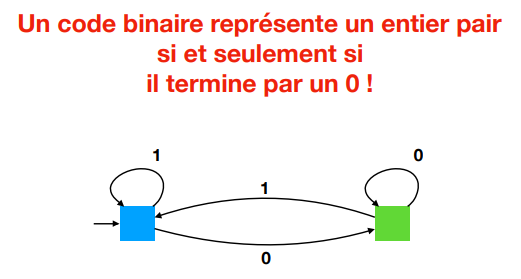 Un code binaire représente un entier pair
si et seulement si
il termine par un 0 !
1
0
1
0